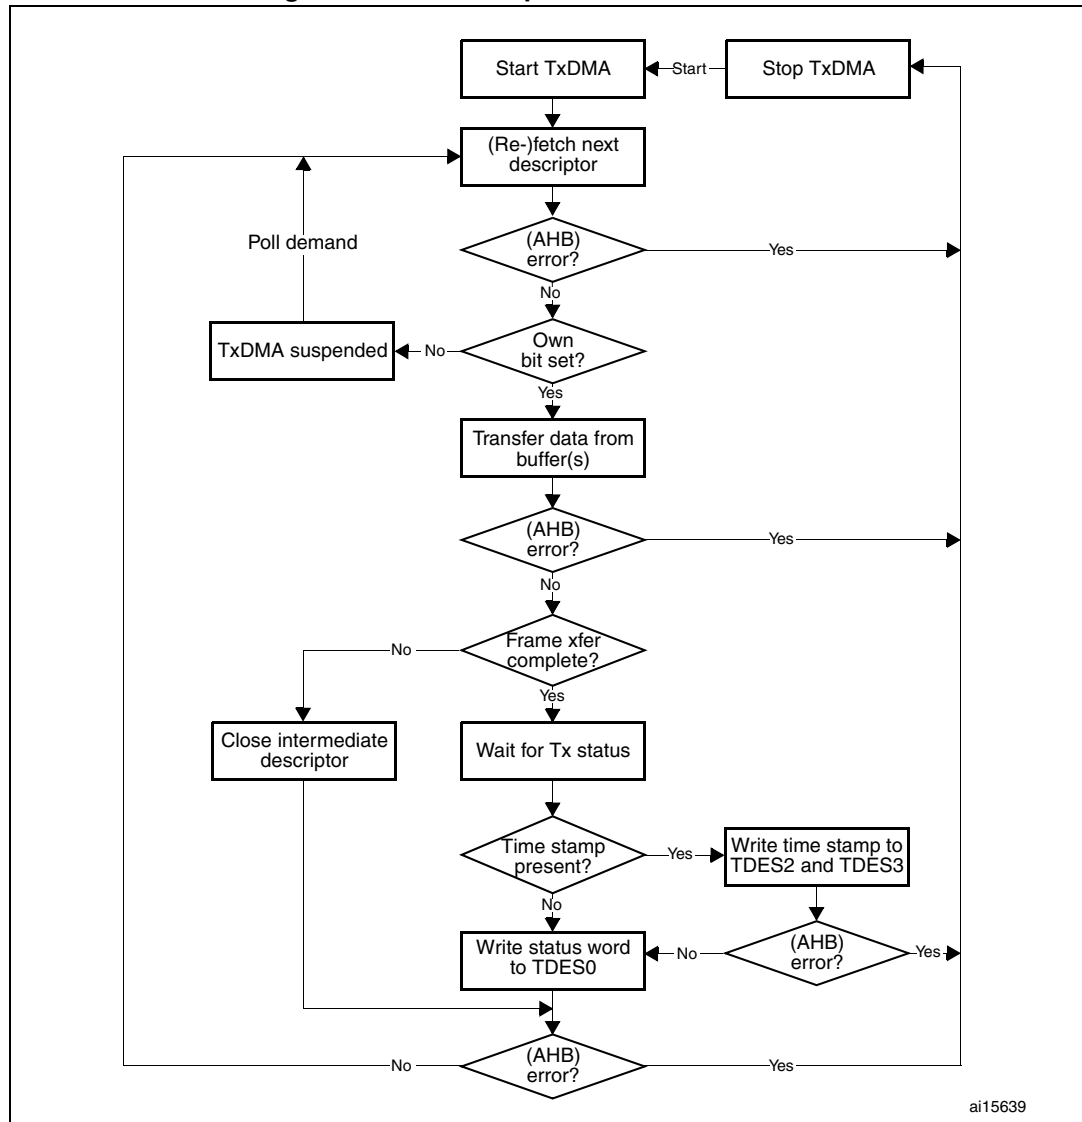 Start TxDMA
Start
Stop TxDMA
(Re-)fetch next
descriptor
Poll demand
(AHB)
error?
Yes
No
TxDMA suspended
No
Own
bit set?
Yes
Transfer data from
buffer(s)
(AHB)
error?
Yes
No
No
Frame xfer
complete?
Yes
Close intermediate
descriptor
Wait for Tx status
Time stamp
present?
Yes
Write time stamp to
TDES2 and TDES3
No
Write status word
to TDES0
No
(AHB)
error?
Yes
No
(AHB)
error?
Yes
ai15639